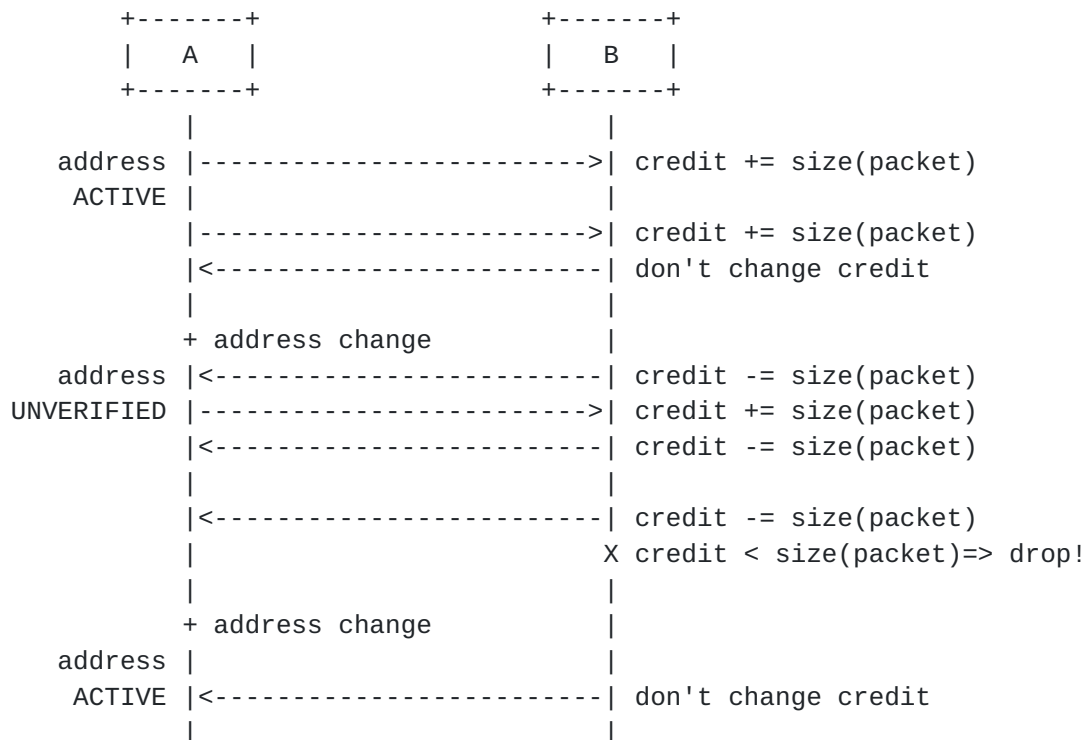 +-------+                  +-------+
|   A   |                  |   B   |
+-------+                  +-------+
|                          |
address |------------------------->| credit += size(packet)
ACTIVE |                          |
|------------------------->| credit += size(packet)
|<-------------------------| don't change credit
|                          |
+ address change           |
address |<-------------------------| credit -= size(packet)
UNVERIFIED |------------------------->| credit += size(packet)
|<-------------------------| credit -= size(packet)
|                          |
|<-------------------------| credit -= size(packet)
|                          X credit < size(packet)=> drop!
|                          |
+ address change           |
address |                          |
ACTIVE |<-------------------------| don't change credit
|                          |